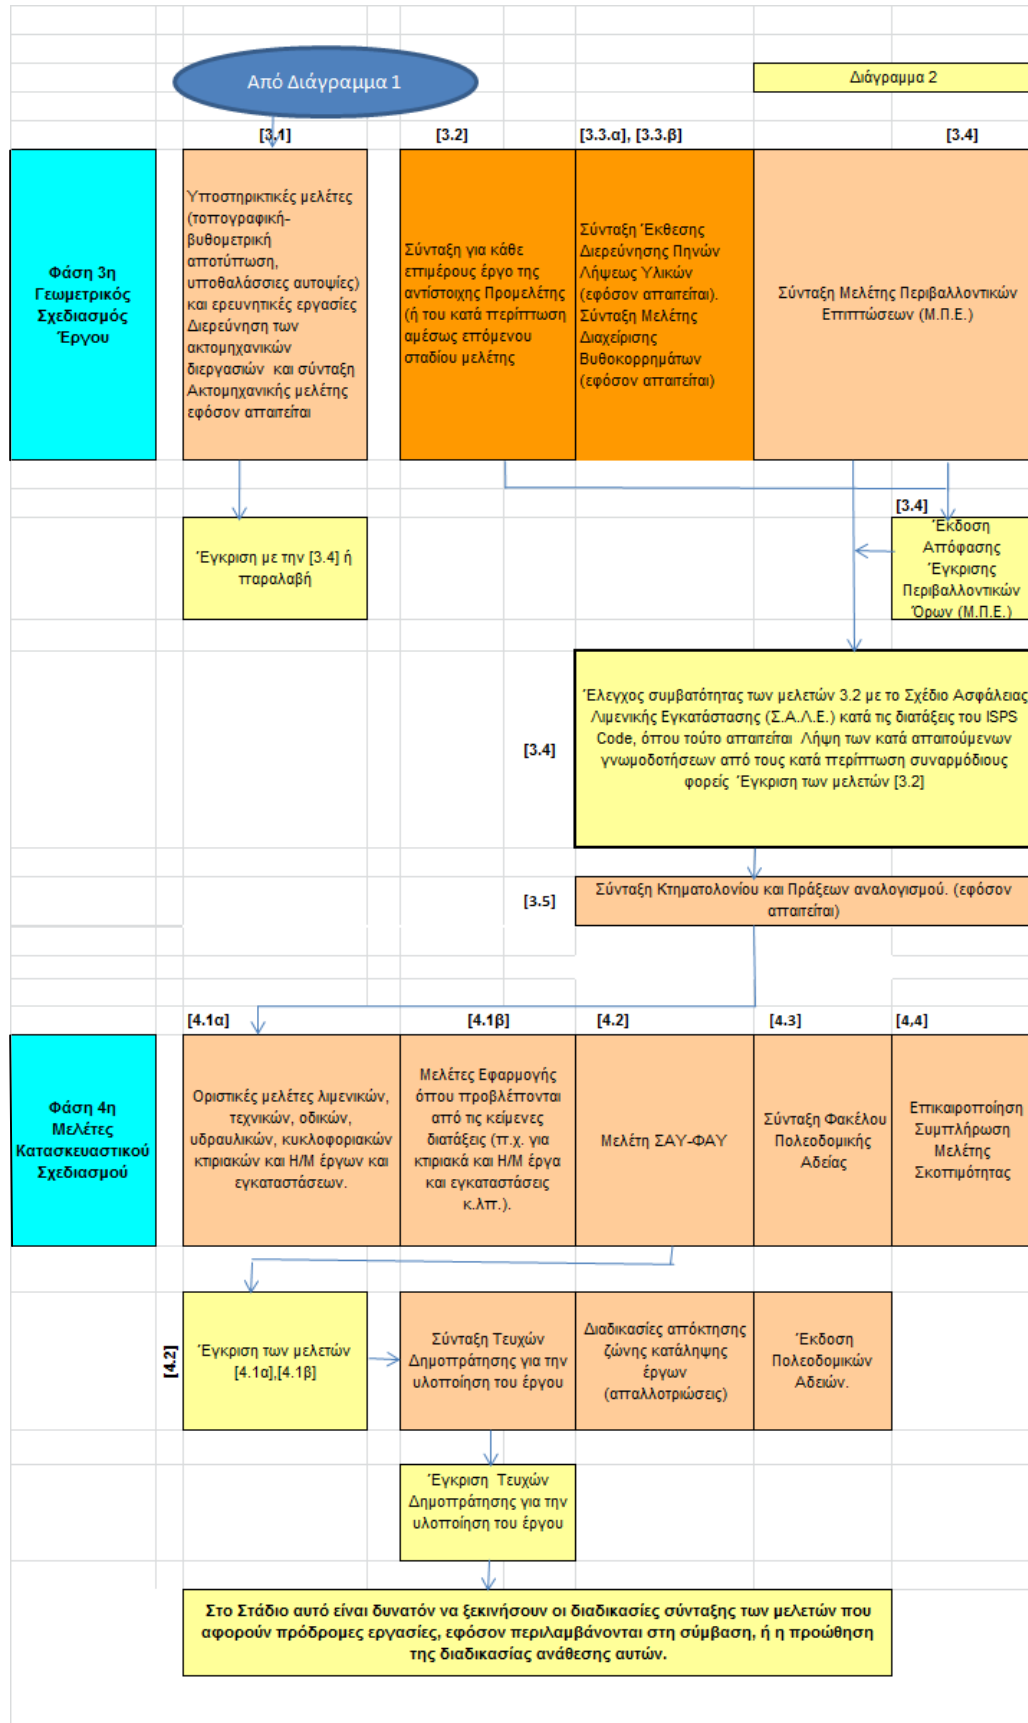 Από Διάγραμμα 1
Διάγραμμα 2
[3.1]
[3.2]
[3.3.α], [3.3.β]
[3.4]
Φάση 3η
Γεωμετρικός
Σχεδιασμός
Έργου
Υποστηρικτικές μελέτες
(τοπογραφική-
βυθομετρική
αποτύπωση,
υποθαλάσσιες αυτοψίες)
και ερευνητικές εργασίες
Διερεύνηση των
ακτομηχανικών
διεργασιών και σύνταξη
Ακτομηχανικής μελέτης
εφόσον απαιτείται
Σύνταξη για κάθε
επιμέρους έργο της
αντίστοιχης Προμελέτης
(ή του κατά περίπτωση
αμέσως επόμενου
σταδίου μελέτης
Σύνταξη Έκθεσης
Διερεύνησης Πηνών
Λήψεως Υλικών
(εφόσον απαιτείται).
Σύνταξη Μελέτης
Διαχείρισης
Βυθοκορρημάτων
(εφόσον απαιτείται)
Σύνταξη Μελέτης Περιβαλλοντικών
Επιπτώσεων (Μ.Π.Ε.)
Έγκριση με την [3.4] ή
παραλαβή
[3.4]
Έκδοση
Απόφασης
Έγκρισης
Περιβαλλοντικών
Όρων (Μ.Π.Ε.)
[3.4]
Έλεγχος συμβατότητας των μελετών 3.2 με το Σχέδιο Ασφάλειας
Λιμενικής Εγκατάστασης (Σ.Α.Λ.Ε.) κατά τις διατάξεις του ISPS
Code, όπου τούτο απαιτείται Λήψη των κατά απαιτούμενων
γνωμοδοτήσεων από τους κατά περίπτωση συναρμόδιους
φορείς Έγκριση των μελετών [3.2]
[3.5]
Σύνταξη Κτηματολονίου και Πράξεων αναλογισμού. (εφόσον
απαιτείται)
[4.1α]
[4.1β]
[4.2]
[4.3]
[4,4]
Φάση 4η
Μελέτες
Κατασκευαστικού
Σχεδιασμού
Οριστικές μελέτες λιμενικών,
τεχνικών, οδικών,
υδραυλικών, κυκλοφοριακών
κτιριακών και Η/Μ έργων και
εγκαταστάσεων.
Μελέτες Εφαρμογής
όπου προβλέπονται
από τις κείμενες
διατάξεις (π.χ. για
κτιριακά και Η/Μ έργα
και εγκαταστάσεις
κ.λπ.).
Μελέτη ΣΑΥ-ΦΑΥ
Σύνταξη Φακέλου
Πολεοδομικής
Αδείας
Επικαιροποίηση
Συμπλήρωση
Μελέτης
Σκοπιμότητας
[4.2]
Έγκριση των μελετών
[4.1α],[4.1β]
Σύνταξη Τευχών
Δημοπράτησης για την
υλοποίηση του έργου
Διαδικασίες απόκτησης
ζώνης κατάληψης
έργων
(απαλλοτριώσεις)
Έκδοση
Πολεοδομικών
Αδειών.
Έγκριση Τευχών
Δημοπράτησης για την
υλοποίηση του έργου
Στο Στάδιο αυτό είναι δυνατόν να ξεκινήσουν οι διαδικασίες σύνταξης των μελετών που
αφορούν πρόδρομες εργασίες, εφόσον περιλαμβάνονται στη σύμβαση, ή η προώθηση
της διαδικασίας ανάθεσης αυτών.